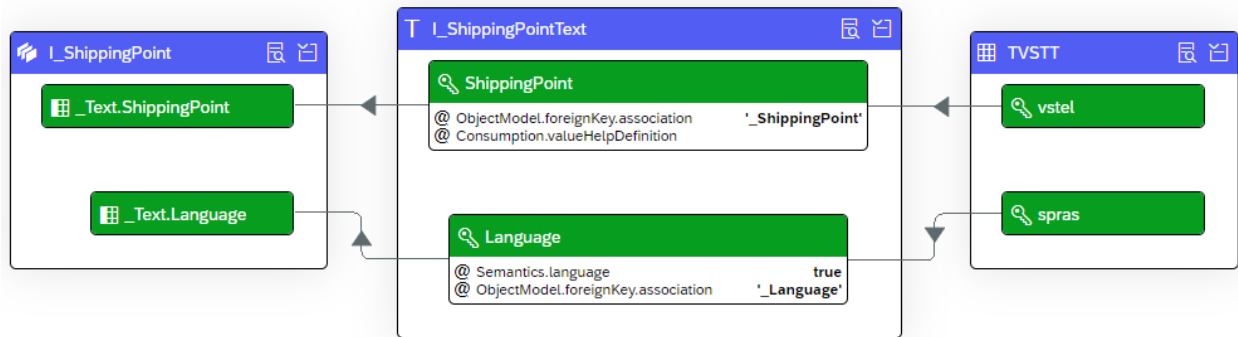 I_ShippingPoint
_Text.ShippingPoint
_Text.Language
T I_ShippingPointText
ShippingPoint
@ ObjectModel.foreignKey.association '_ShippingPoint'
@ Consumption.valueHelpDefinition
Language
@ Semantics.language true
@ ObjectModel.foreignKey.association '_Language'
TVSTT
vstel
spras